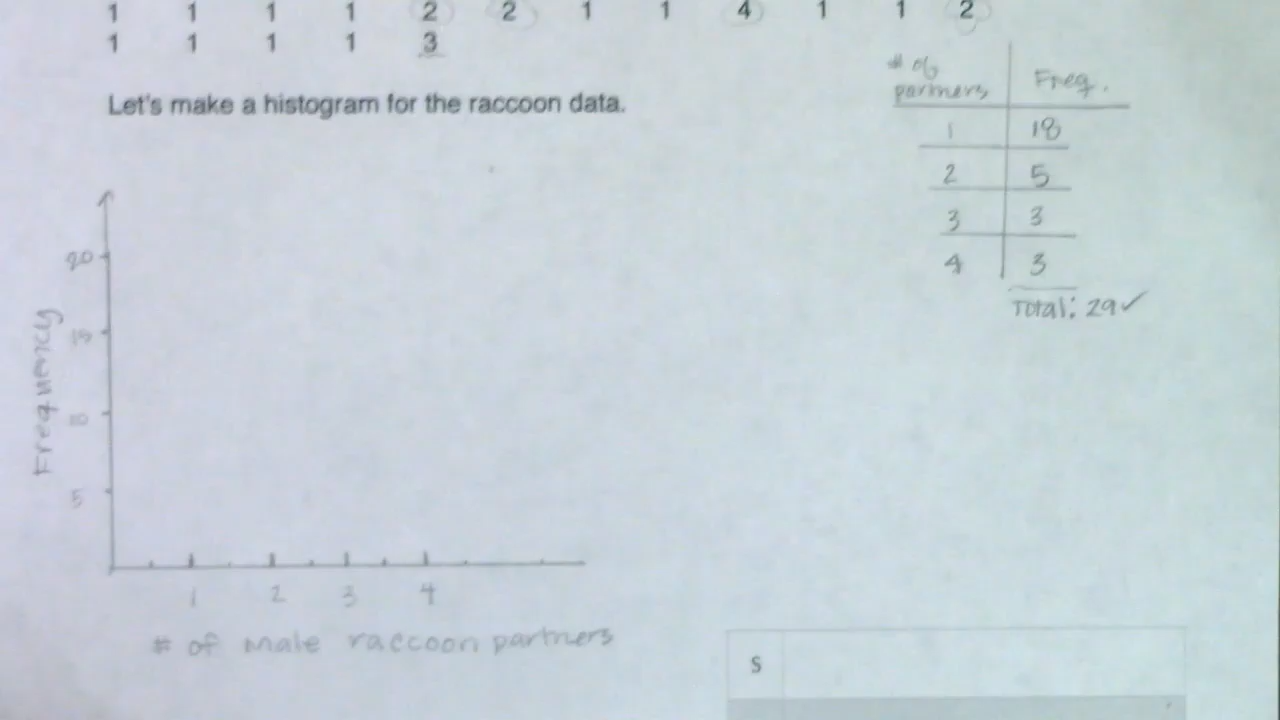 1 1 1 1 2 2 1 1 4 1 1 2
1 1 1 1 3
Let's make a histogram for the raccoon data.
# of partners Freq.
1 18
2 5
3 3
4 3
Total: 29✓
Frequency
20
15
10
5
1 2 3 4
# of male raccoon partners
S